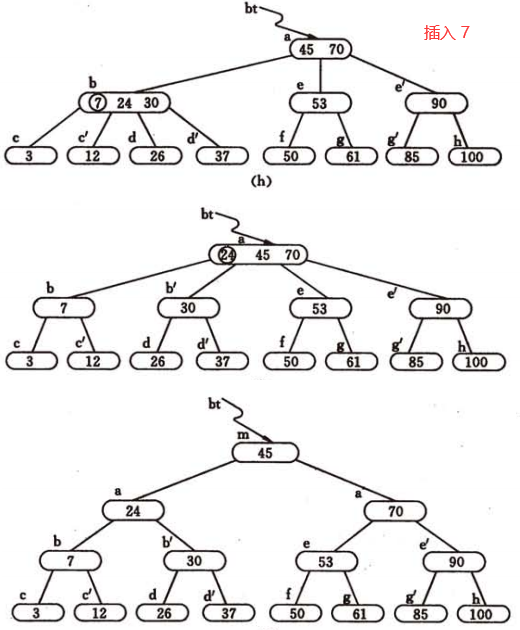 bt
a
45 70
插入 7
b
7 24 30
e
53
e'
90
c
3
c'
12
d
26
d'
37
f
50
g
61
g'
85
h
100
(h)
bt
a
24 45 70
b
7
b'
30
e
53
e'
90
c
3
c'
12
d
26
d'
37
f
50
g
61
g'
85
h
100
bt
m
45
a
24
a
70
b
7
b'
30
e
53
e'
90
c
3
c'
12
d
26
d'
37
f
50
g
61
g'
85
h
100